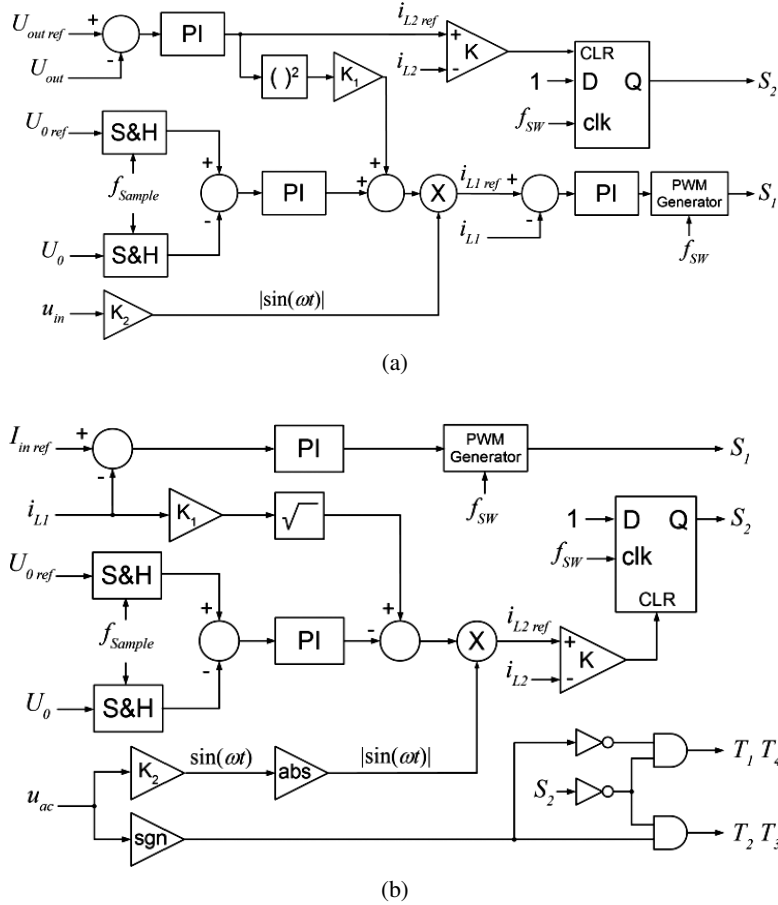 U_out ref + - PI i_L2 ref + K - CLR
U_out ( )² K_1 i_L2 1 D Q S_2
f_SW clk
U_0 ref S&H + +
f_Sample - PI + X i_L1 ref + - PI PWM Generator S_1
U_0 S&H i_L1 f_SW
u_in K_2 |sin(ωt)|
(a)
I_in ref + - PI PWM Generator S_1
f_SW
i_L1 K_1 √ 1 D Q S_2
U_0 ref S&H + + f_SW clk
CLR
f_Sample - PI - X i_L2 ref + K
U_0 S&H i_L2 -
u_ac K_2 sin(ωt) abs |sin(ωt)| T_1 T_4
S_2
sgn T_2 T_3
(b)